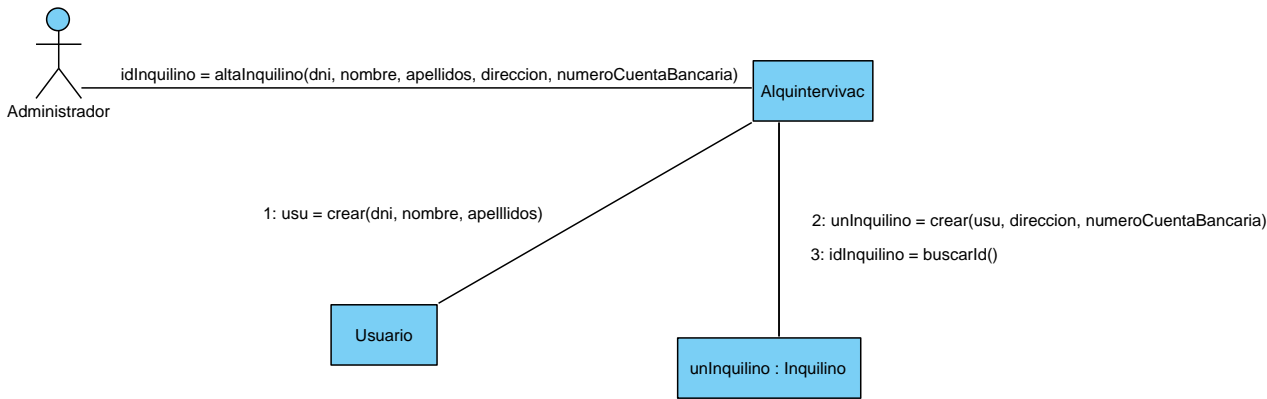 idInquilino = altaInquilino(dni, nombre, apellidos, direccion, numeroCuentaBancaria)
Alquintervivac
Administrador
1: usu = crear(dni, nombre, apelllidos)
2: unInquilino = crear(usu, direccion, numeroCuentaBancaria)
3: idInquilino = buscarId()
Usuario
unInquilino : Inquilino